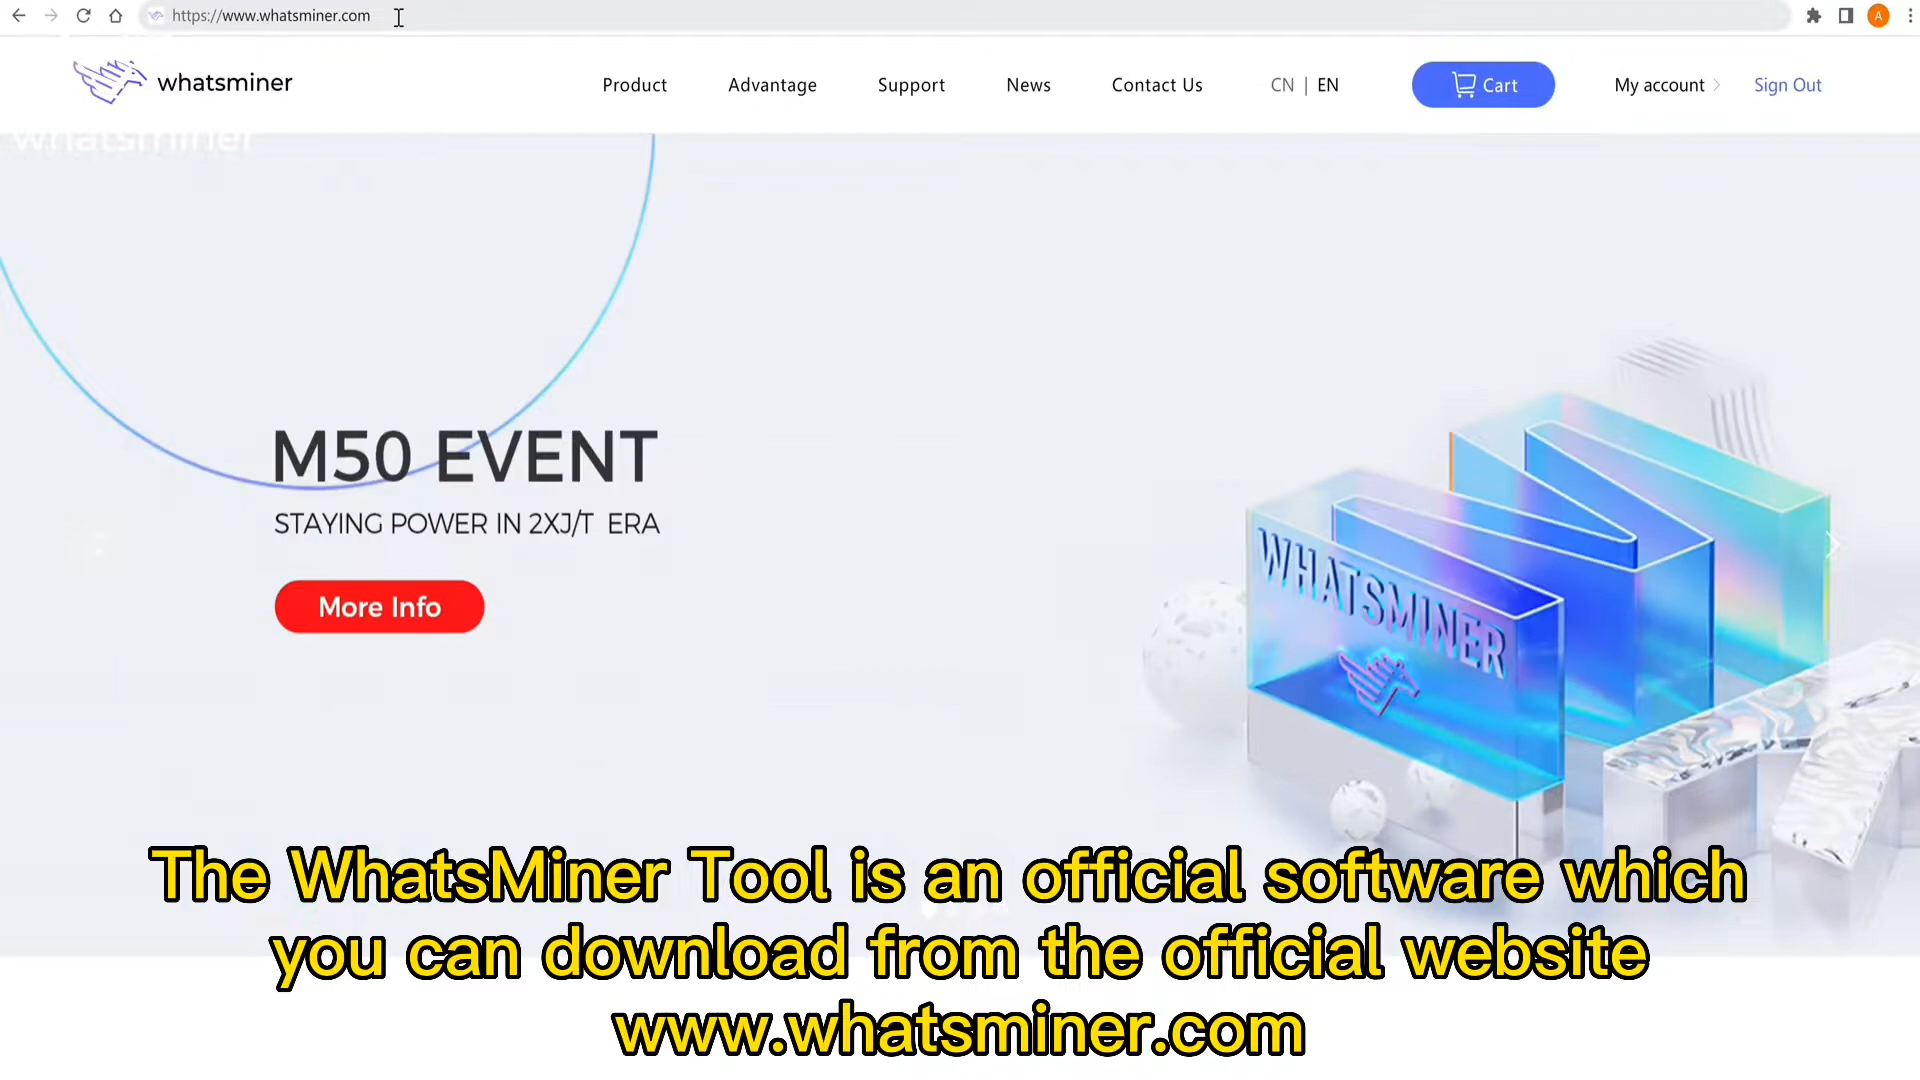 https://www.whatsminer.com
A
whatsminer
Product
Advantage
Support
News
Contact Us
CN | EN
Cart
My account
Sign Out
whatsminer
M50 EVENT
STAYING POWER IN 2XJ/T ERA
More Info
WHATSMINER
The WhatsMiner Tool is an official software which
you can download from the official website
www.whatsminer.com